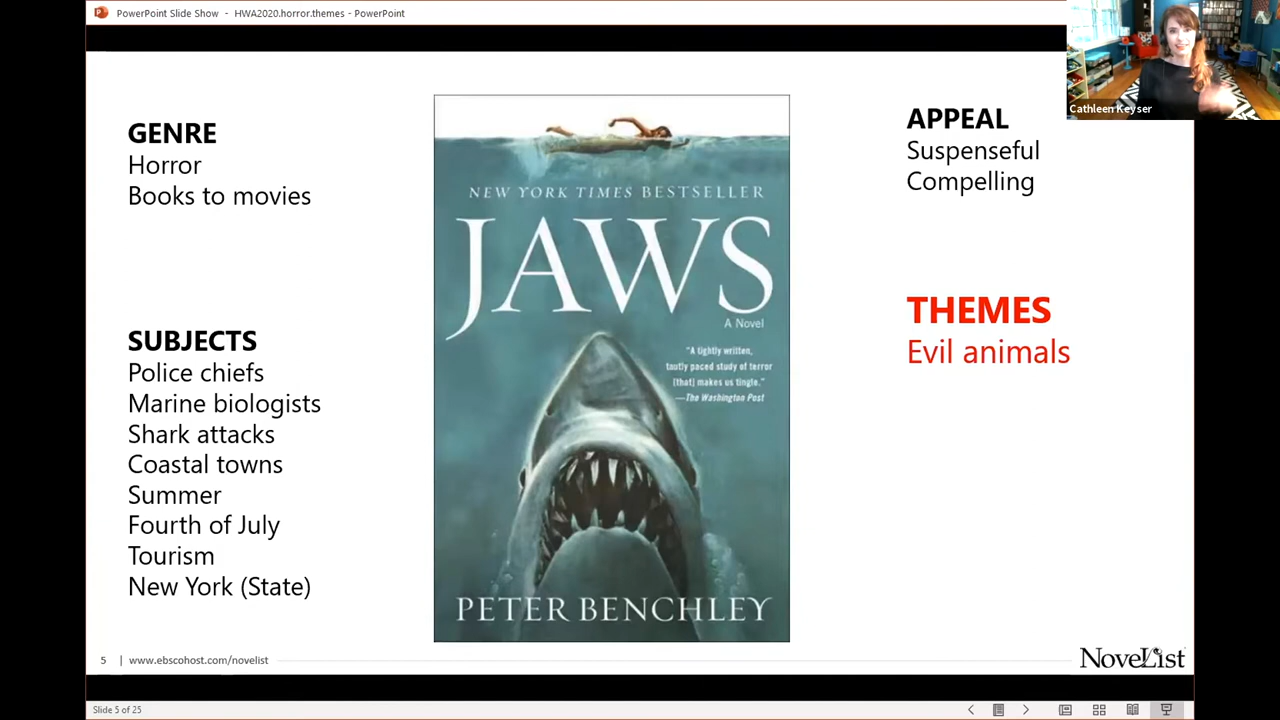 PowerPoint Slide Show - HWA2020.horror.themes - PowerPoint
Cathleen Keyser
GENRE
Horror
Books to movies
SUBJECTS
Police chiefs
Marine biologists
Shark attacks
Coastal towns
Summer
Fourth of July
Tourism
New York (State)
NEW YORK TIMES BESTSELLER
JAWS
A Novel
"A tightly written,
tautly paced study of terror
[that] makes us tingle."
—The Washington Post
PETER BENCHLEY
APPEAL
Suspenseful
Compelling
THEMES
Evil animals
5 | www.ebscohost.com/novelist
NoveList
Slide 5 of 25